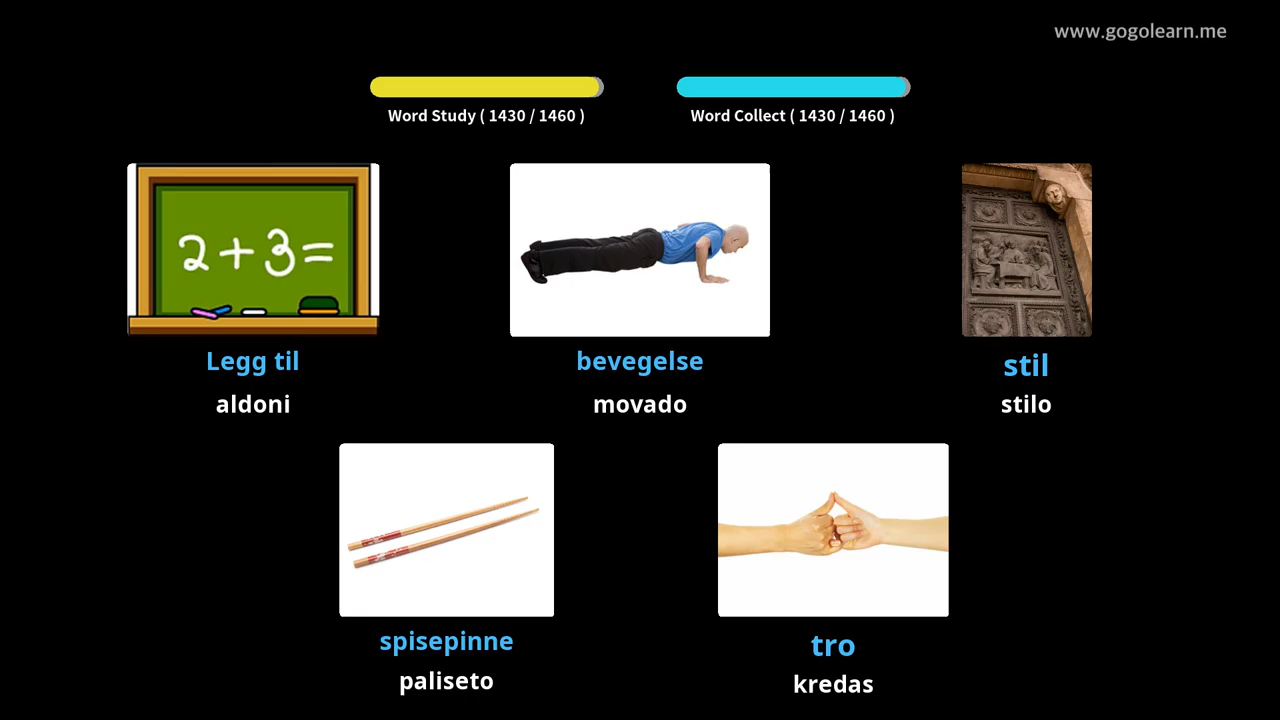 www.gogolearn.me
Word Study ( 1430 / 1460 )
Word Collect ( 1430 / 1460 )
2+3=
Legg til
aldoni
bevegelse
movado
stil
stilo
spisepinne
paliseto
tro
kredas